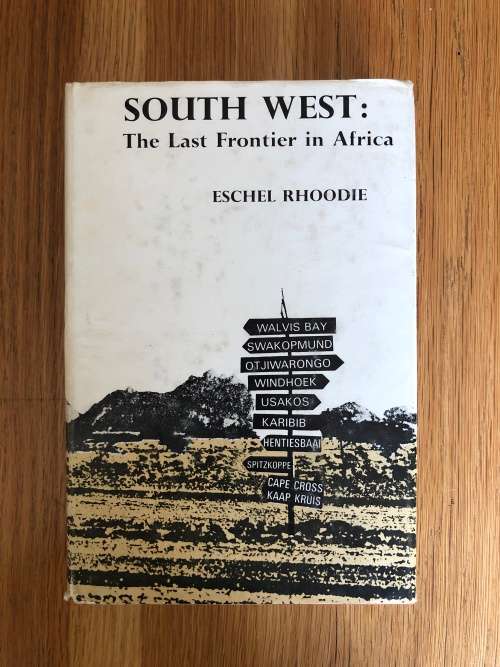 SOUTH WEST:
The Last Frontier in Africa
ESCHEL RHOODIE
WALVIS BAY
SWAKOPMUND
OTJIWARONGO
WINDHOEK
USAKOS
KARIBIB
HENTIESBAAI
SPITZKOPPE
CAPE CROSS
KAAP KRUIS